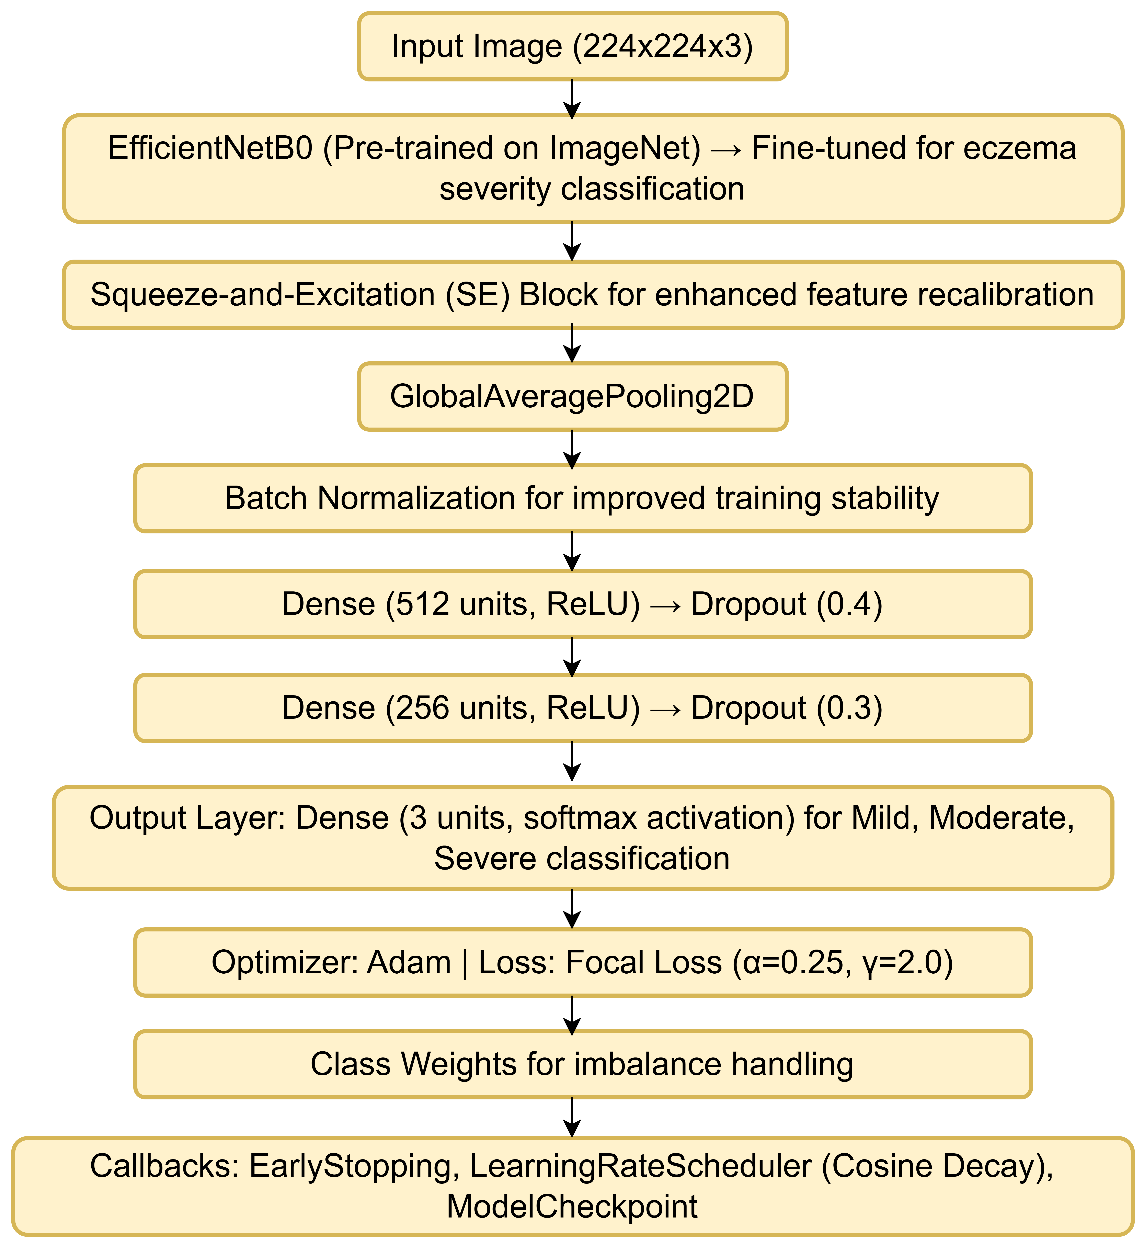 Input Image (224x224x3)
EfficientNetB0 (Pre-trained on ImageNet) → Fine-tuned for eczema
severity classification
Squeeze-and-Excitation (SE) Block for enhanced feature recalibration
GlobalAveragePooling2D
Batch Normalization for improved training stability
Dense (512 units, ReLU) → Dropout (0.4)
Dense (256 units, ReLU) → Dropout (0.3)
Output Layer: Dense (3 units, softmax activation) for Mild, Moderate,
Severe classification
Optimizer: Adam | Loss: Focal Loss (α=0.25, γ=2.0)
Class Weights for imbalance handling
Callbacks: EarlyStopping, LearningRateScheduler (Cosine Decay),
ModelCheckpoint